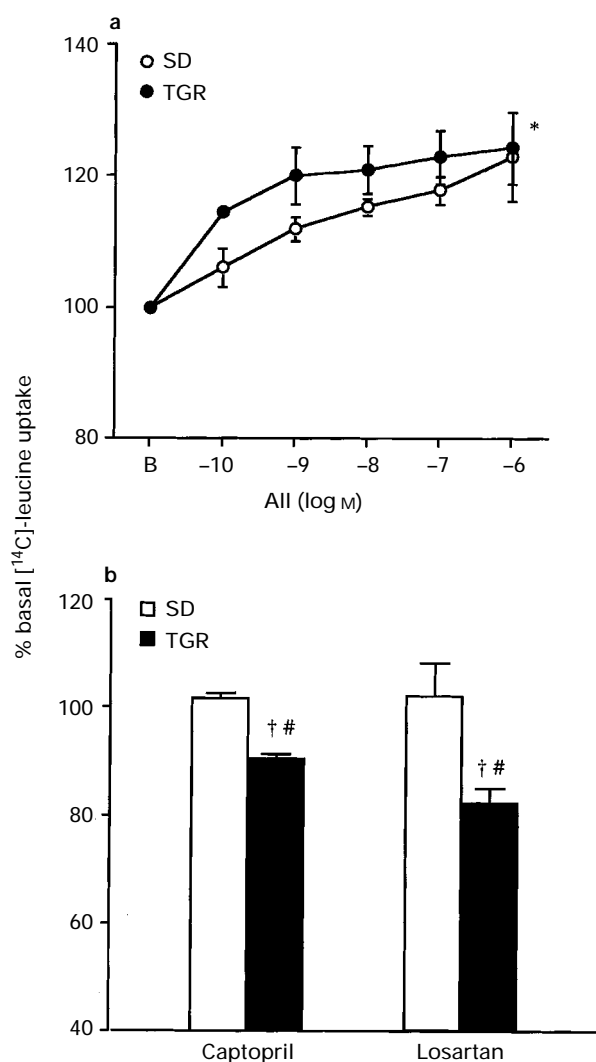 a
140
SD
TGR
120
*
100
80
B –10 –9 –8 –7 –6
AII (log M)
% basal [¹⁴C]-leucine uptake
b
120
SD
TGR
100
† #
† #
80
60
40
Captopril Losartan